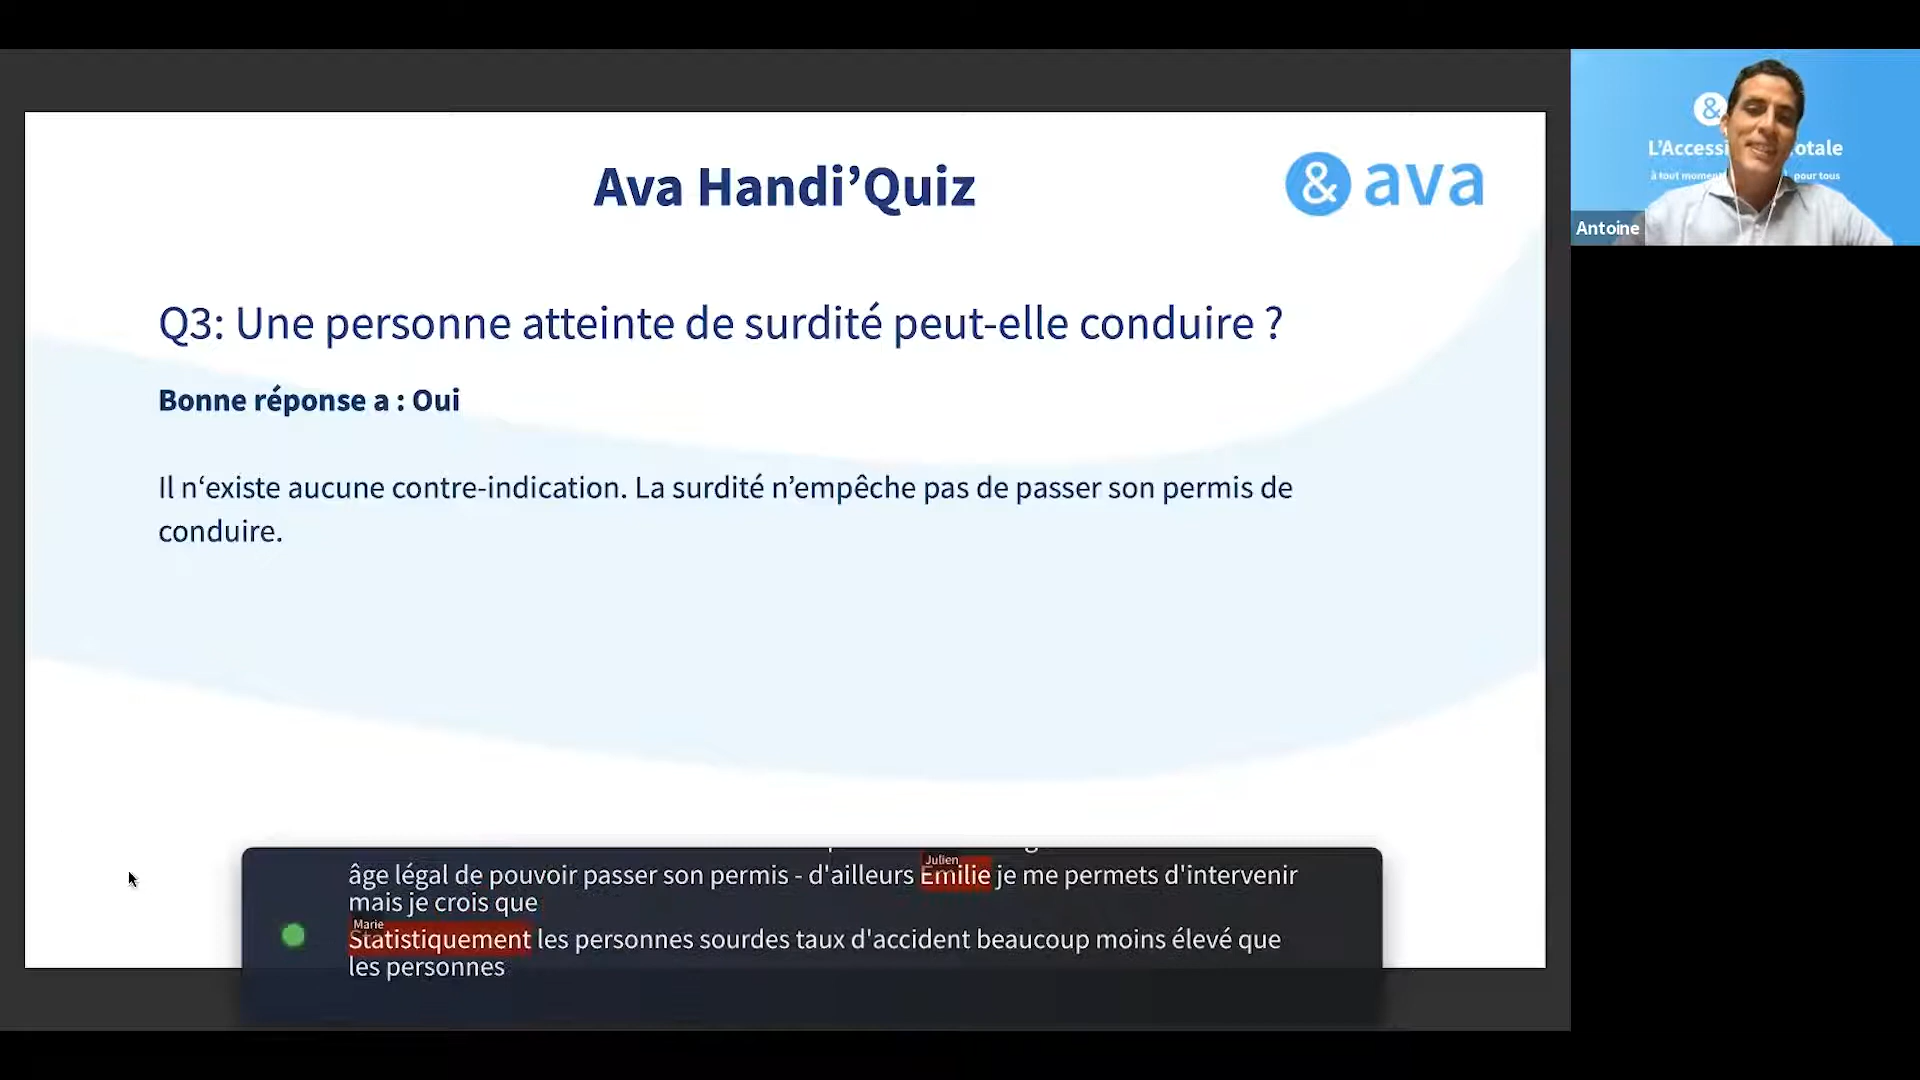 Ava Handi’Quiz
& ava
Q3: Une personne atteinte de surdité peut-elle conduire ?
Bonne réponse a : Oui
Il n‘existe aucune contre-indication. La surdité n’empêche pas de passer son permis de
conduire.
Julien
âge légal de pouvoir passer son permis - d'ailleurs Emilie je me permets d'intervenir
mais je crois que
Marie
Statistiquement les personnes sourdes taux d'accident beaucoup moins élevé que
les personnes
&
L’Accessi otale
à tout moment pour tous
Antoine